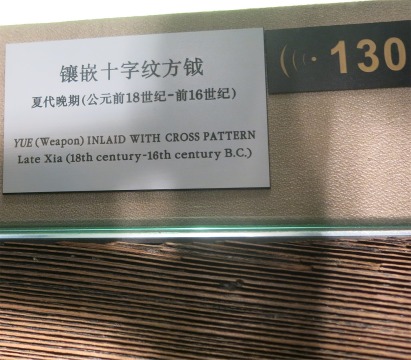 镶嵌十字纹方钺
夏代晚期(公元前18世纪-前16世纪)
YUE (Weapon) INLAID WITH CROSS PATTERN
Late Xia (18th century-16th century B.C.)
130